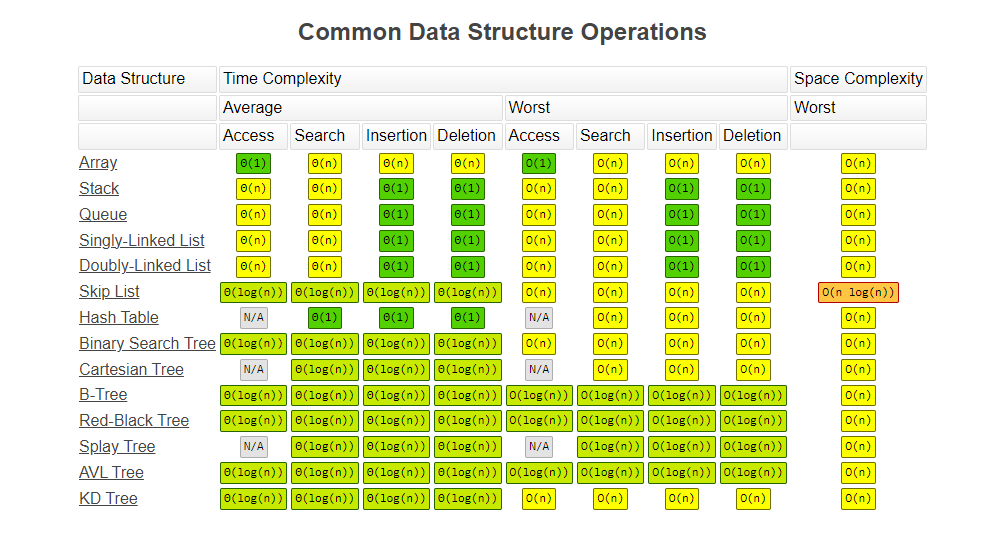 Common Data Structure Operations
Data Structure Time Complexity Space Complexity
Average Worst Worst
Access Search Insertion Deletion Access Search Insertion Deletion
Array Θ(1) Θ(n) Θ(n) Θ(n) O(1) O(n) O(n) O(n) O(n)
Stack Θ(n) Θ(n) Θ(1) Θ(1) O(n) O(n) O(1) O(1) O(n)
Queue Θ(n) Θ(n) Θ(1) Θ(1) O(n) O(n) O(1) O(1) O(n)
Singly-Linked List Θ(n) Θ(n) Θ(1) Θ(1) O(n) O(n) O(1) O(1) O(n)
Doubly-Linked List Θ(n) Θ(n) Θ(1) Θ(1) O(n) O(n) O(1) O(1) O(n)
Skip List Θ(log(n)) Θ(log(n)) Θ(log(n)) Θ(log(n)) O(n) O(n) O(n) O(n) O(n log(n))
Hash Table N/A Θ(1) Θ(1) Θ(1) N/A O(n) O(n) O(n) O(n)
Binary Search Tree Θ(log(n)) Θ(log(n)) Θ(log(n)) Θ(log(n)) O(n) O(n) O(n) O(n) O(n)
Cartesian Tree N/A Θ(log(n)) Θ(log(n)) Θ(log(n)) N/A O(n) O(n) O(n) O(n)
B-Tree Θ(log(n)) Θ(log(n)) Θ(log(n)) Θ(log(n)) O(log(n)) O(log(n)) O(log(n)) O(log(n)) O(n)
Red-Black Tree Θ(log(n)) Θ(log(n)) Θ(log(n)) Θ(log(n)) O(log(n)) O(log(n)) O(log(n)) O(log(n)) O(n)
Splay Tree N/A Θ(log(n)) Θ(log(n)) Θ(log(n)) N/A O(log(n)) O(log(n)) O(log(n)) O(n)
AVL Tree Θ(log(n)) Θ(log(n)) Θ(log(n)) Θ(log(n)) O(log(n)) O(log(n)) O(log(n)) O(log(n)) O(n)
KD Tree Θ(log(n)) Θ(log(n)) Θ(log(n)) Θ(log(n)) O(n) O(n) O(n) O(n) O(n)